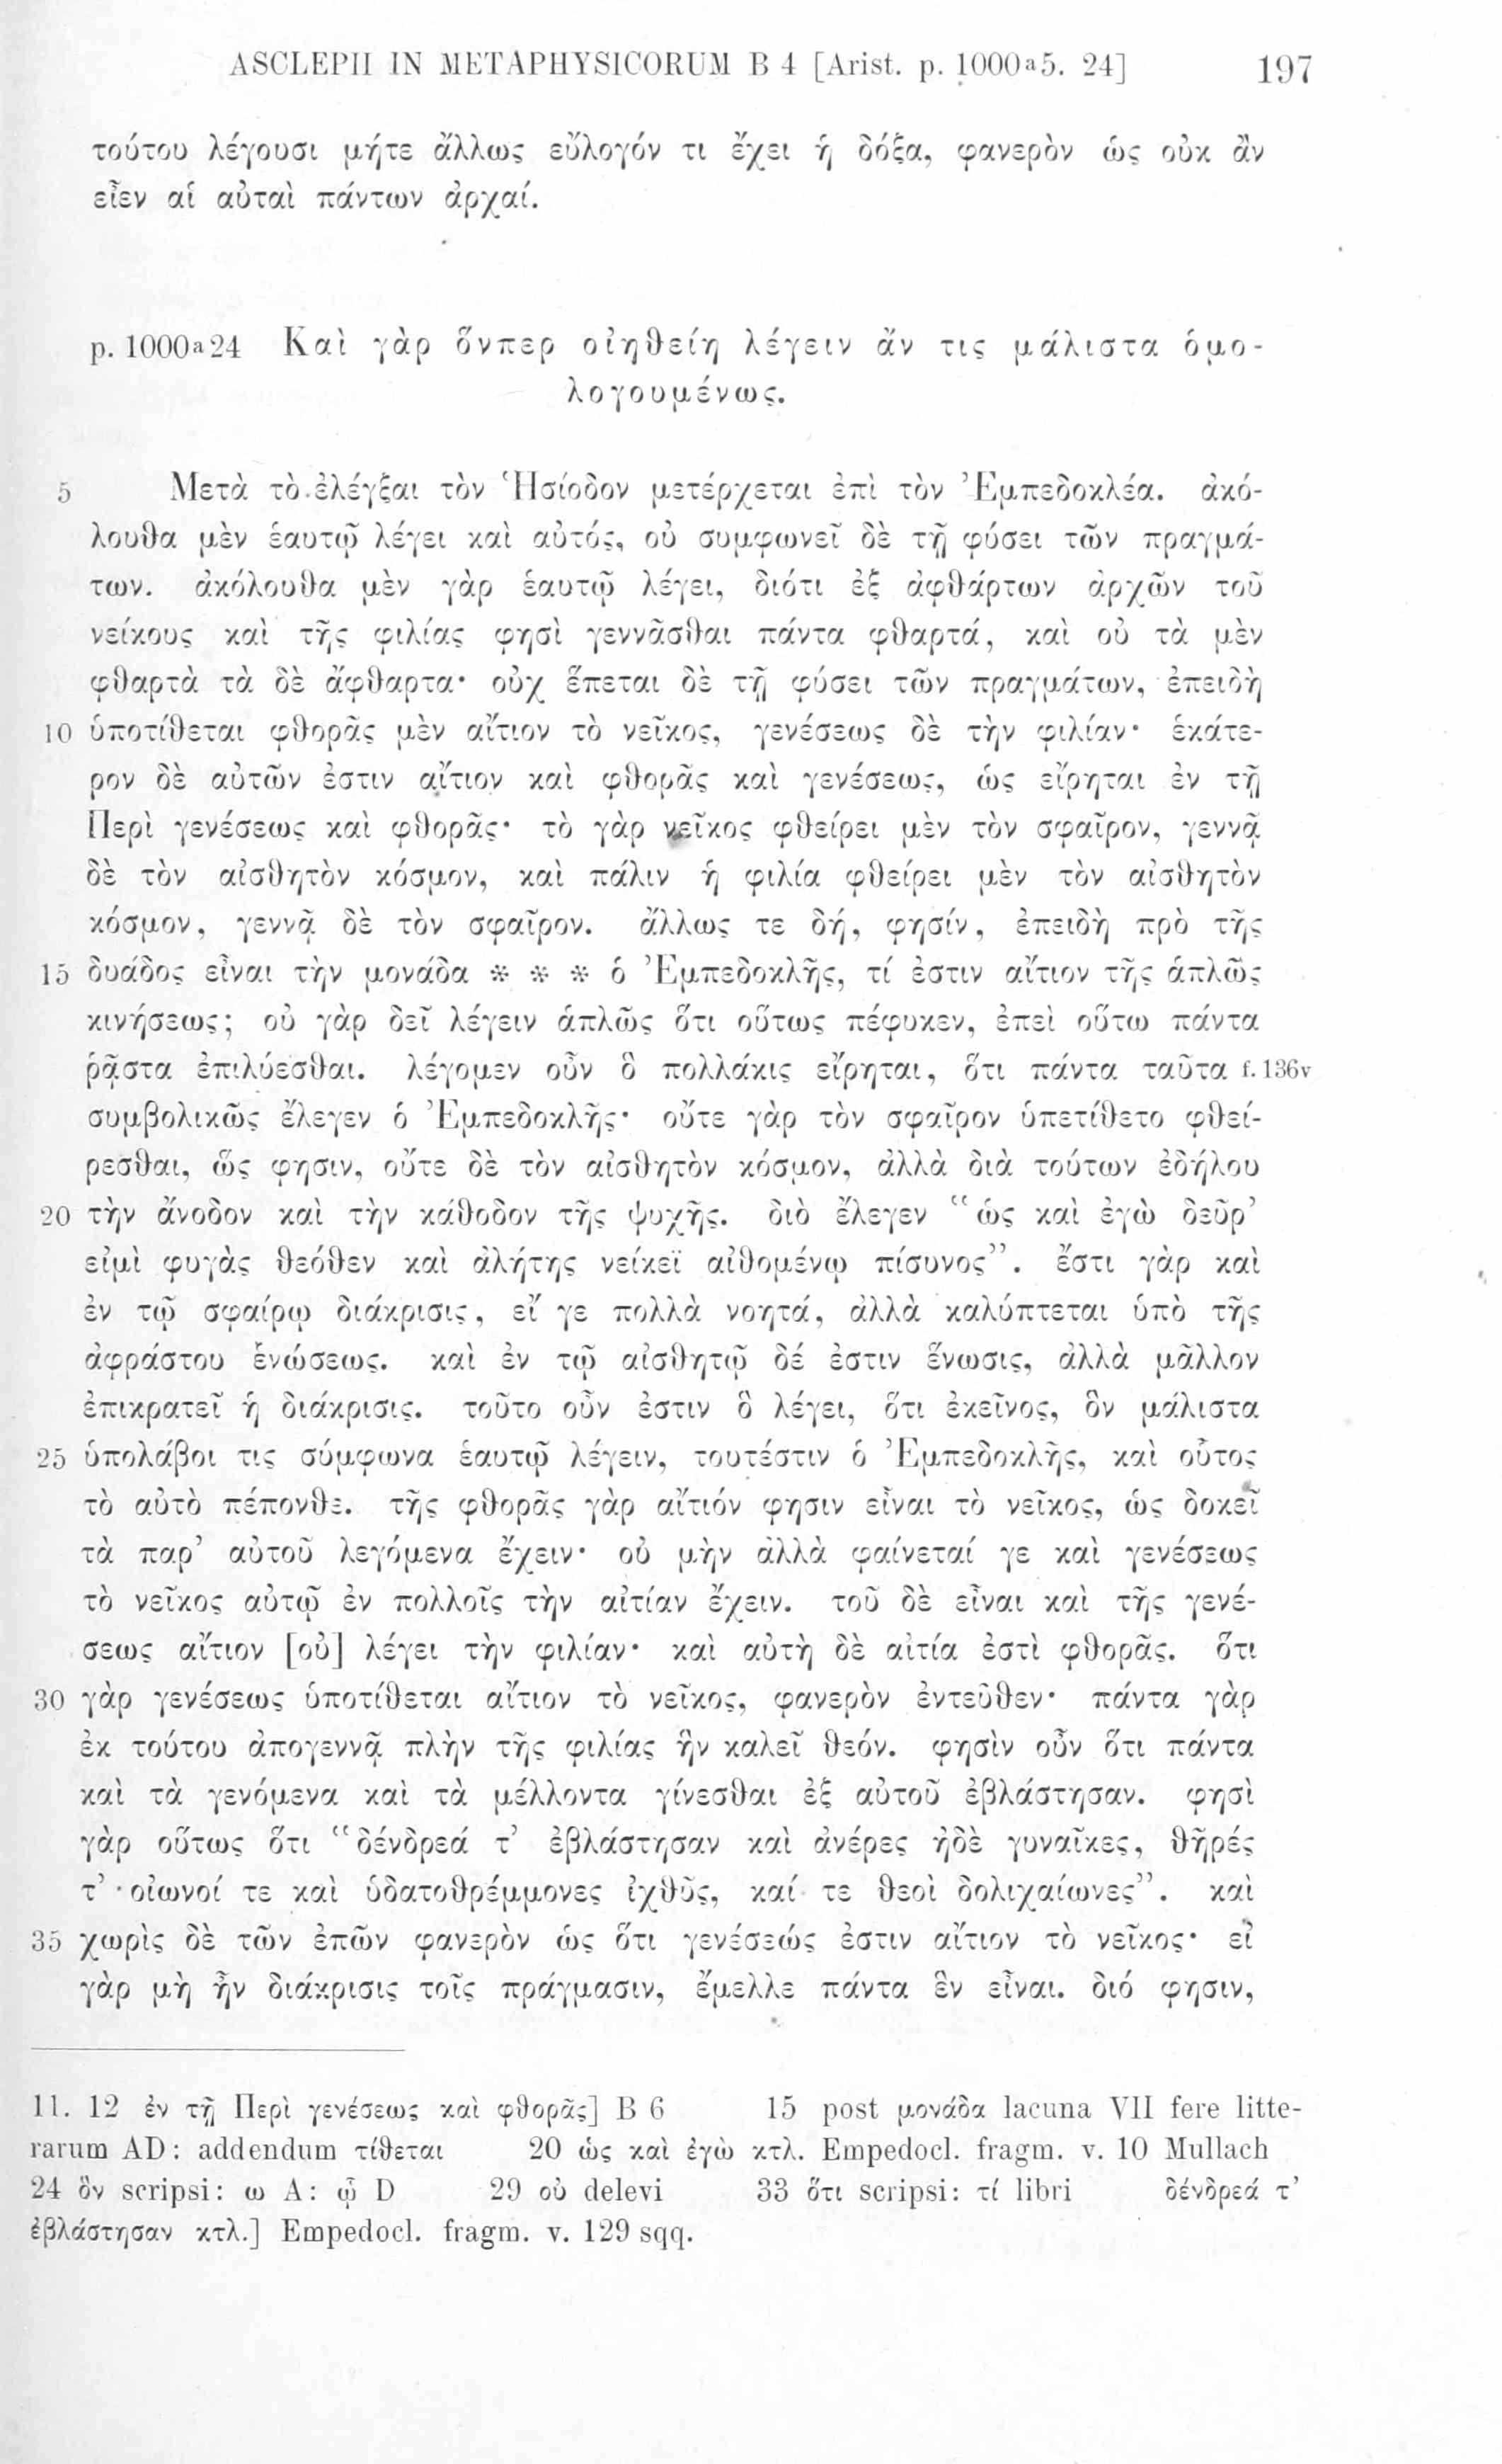 ASCLEPII IN METAPHYSICORUM B 4 [Arist. p. 1000a5. 24] 197
τούτου λέγουσι μήτε ἄλλως εὔλογόν τι ἔχει ἡ δόξα, φανερὸν ὡς οὐκ ἂν
εἶεν αἱ αὐταὶ πάντων ἀρχαί.
p. 1000a24 Καὶ γὰρ ὅνπερ οἰηθείη λέγειν ἄν τις μάλιστα ὁμο-
λογουμένως.
5 Μετὰ τὸ ἐλέγξαι τὸν Ἡσίοδον μετέρχεται ἐπὶ τὸν Ἐμπεδοκλέα. ἀκό-
λουθα μὲν ἑαυτῷ λέγει καὶ αὐτός, οὐ συμφωνεῖ δὲ τῇ φύσει τῶν πραγμά-
των. ἀκόλουθα μὲν γὰρ ἑαυτῷ λέγει, διότι ἐξ ἀφθάρτων ἀρχῶν τοῦ
νείκους καὶ τῆς φιλίας φησὶ γεννᾶσθαι πάντα φθαρτά, καὶ οὐ τὰ μὲν
φθαρτὰ τὰ δὲ ἄφθαρτα· οὐχ ἕπεται δὲ τῇ φύσει τῶν πραγμάτων, ἐπειδὴ
10 ὑποτίθεται φθορᾶς μὲν αἴτιον τὸ νεῖκος, γενέσεως δὲ τὴν φιλίαν· ἑκάτε-
ρον δὲ αὐτῶν ἐστιν αἴτιον καὶ φθορᾶς καὶ γενέσεως, ὡς εἴρηται ἐν τῇ
Περὶ γενέσεως καὶ φθορᾶς· τὸ γὰρ νεῖκος φθείρει μὲν τὸν σφαῖρον, γεννᾷ
δὲ τὸν αἰσθητὸν κόσμον, καὶ πάλιν ἡ φιλία φθείρει μὲν τὸν αἰσθητὸν
κόσμον, γεννᾷ δὲ τὸν σφαῖρον. ἄλλως τε δή, φησίν, ἐπειδὴ πρὸ τῆς
15 δυάδος εἶναι τὴν μονάδα * * * ὁ Ἐμπεδοκλῆς, τί ἐστιν αἴτιον τῆς ἁπλῶς
κινήσεως; οὐ γὰρ δεῖ λέγειν ἁπλῶς ὅτι οὕτως πέφυκεν, ἐπεὶ οὕτω πάντα
ῥᾷστα ἐπιλύεσθαι. λέγομεν οὖν ὃ πολλάκις εἴρηται, ὅτι πάντα ταῦτα f. 136v
συμβολικῶς ἔλεγεν ὁ Ἐμπεδοκλῆς· οὔτε γὰρ τὸν σφαῖρον ὑπετίθετο φθεί-
ρεσθαι, ὥς φησιν, οὔτε δὲ τὸν αἰσθητὸν κόσμον, ἀλλὰ διὰ τούτων ἐδήλου
20 τὴν ἄνοδον καὶ τὴν κάθοδον τῆς ψυχῆς. διὸ ἔλεγεν “ὡς καὶ ἐγὼ δεῦρ’
εἰμὶ φυγὰς θεόθεν καὶ ἀλήτης νείκεϊ αἰθομένῳ πίσυνος”. ἔστι γὰρ καὶ
ἐν τῷ σφαίρῳ διάκρισις, εἴ γε πολλὰ νοητά, ἀλλὰ καλύπτεται ὑπὸ τῆς
ἀφράστου ἑνώσεως. καὶ ἐν τῷ αἰσθητῷ δέ ἐστιν ἕνωσις, ἀλλὰ μᾶλλον
ἐπικρατεῖ ἡ διάκρισις. τοῦτο οὖν ἐστιν ὃ λέγει, ὅτι ἐκεῖνος, ὃν μάλιστα
25 ὑπολάβοι τις σύμφωνα ἑαυτῷ λέγειν, τουτέστιν ὁ Ἐμπεδοκλῆς, καὶ οὗτος
τὸ αὐτὸ πέπονθε. τῆς φθορᾶς γὰρ αἴτιόν φησιν εἶναι τὸ νεῖκος, ὡς δοκεῖ
τὰ παρ’ αὐτοῦ λεγόμενα ἔχειν· οὐ μὴν ἀλλὰ φαίνεταί γε καὶ γενέσεως
τὸ νεῖκος αὐτῷ ἐν πολλοῖς τὴν αἰτίαν ἔχειν. τοῦ δὲ εἶναι καὶ τῆς γενέ-
σεως αἴτιον [οὐ] λέγει τὴν φιλίαν· καὶ αὐτὴ δὲ αἰτία ἐστὶ φθορᾶς. ὅτι
30 γὰρ γενέσεως ὑποτίθεται αἴτιον τὸ νεῖκος, φανερὸν ἐντεῦθεν· πάντα γὰρ
ἐκ τούτου ἀπογεννᾷ πλὴν τῆς φιλίας ἣν καλεῖ θεόν. φησὶν οὖν ὅτι πάντα
καὶ τὰ γενόμενα καὶ τὰ μέλλοντα γίνεσθαι ἐξ αὐτοῦ ἐβλάστησαν. φησὶ
γὰρ οὕτως ὅτι “δένδρεά τ’ ἐβλάστησαν καὶ ἀνέρες ἠδὲ γυναῖκες, θῆρές
τ’ οἰωνοί τε καὶ ὑδατοθρέμμονες ἰχθῦς, καί τε θεοὶ δολιχαίωνες”. καὶ
35 χωρὶς δὲ τῶν ἐπῶν φανερὸν ὡς ὅτι γενέσεώς ἐστιν αἴτιον τὸ νεῖκος· εἰ
γὰρ μὴ ἦν διάκρισις τοῖς πράγμασιν, ἔμελλε πάντα ἓν εἶναι. διό φησιν,
11. 12 ἐν τῇ Περὶ γενέσεως καὶ φθορᾶς] B 6 15 post μονάδα lacuna VII fere litte-
rarum AD: addendum τίθεται 20 ὡς καὶ ἐγὼ κτλ. Empedocl. fragm. v. 10 Mullach
24 ὃν scripsi: ω A: ᾧ D 29 οὐ delevi 33 ὅτι scripsi: τί libri δένδρεά τ’
ἐβλάστησαν κτλ.] Empedocl. fragm. v. 129 sqq.